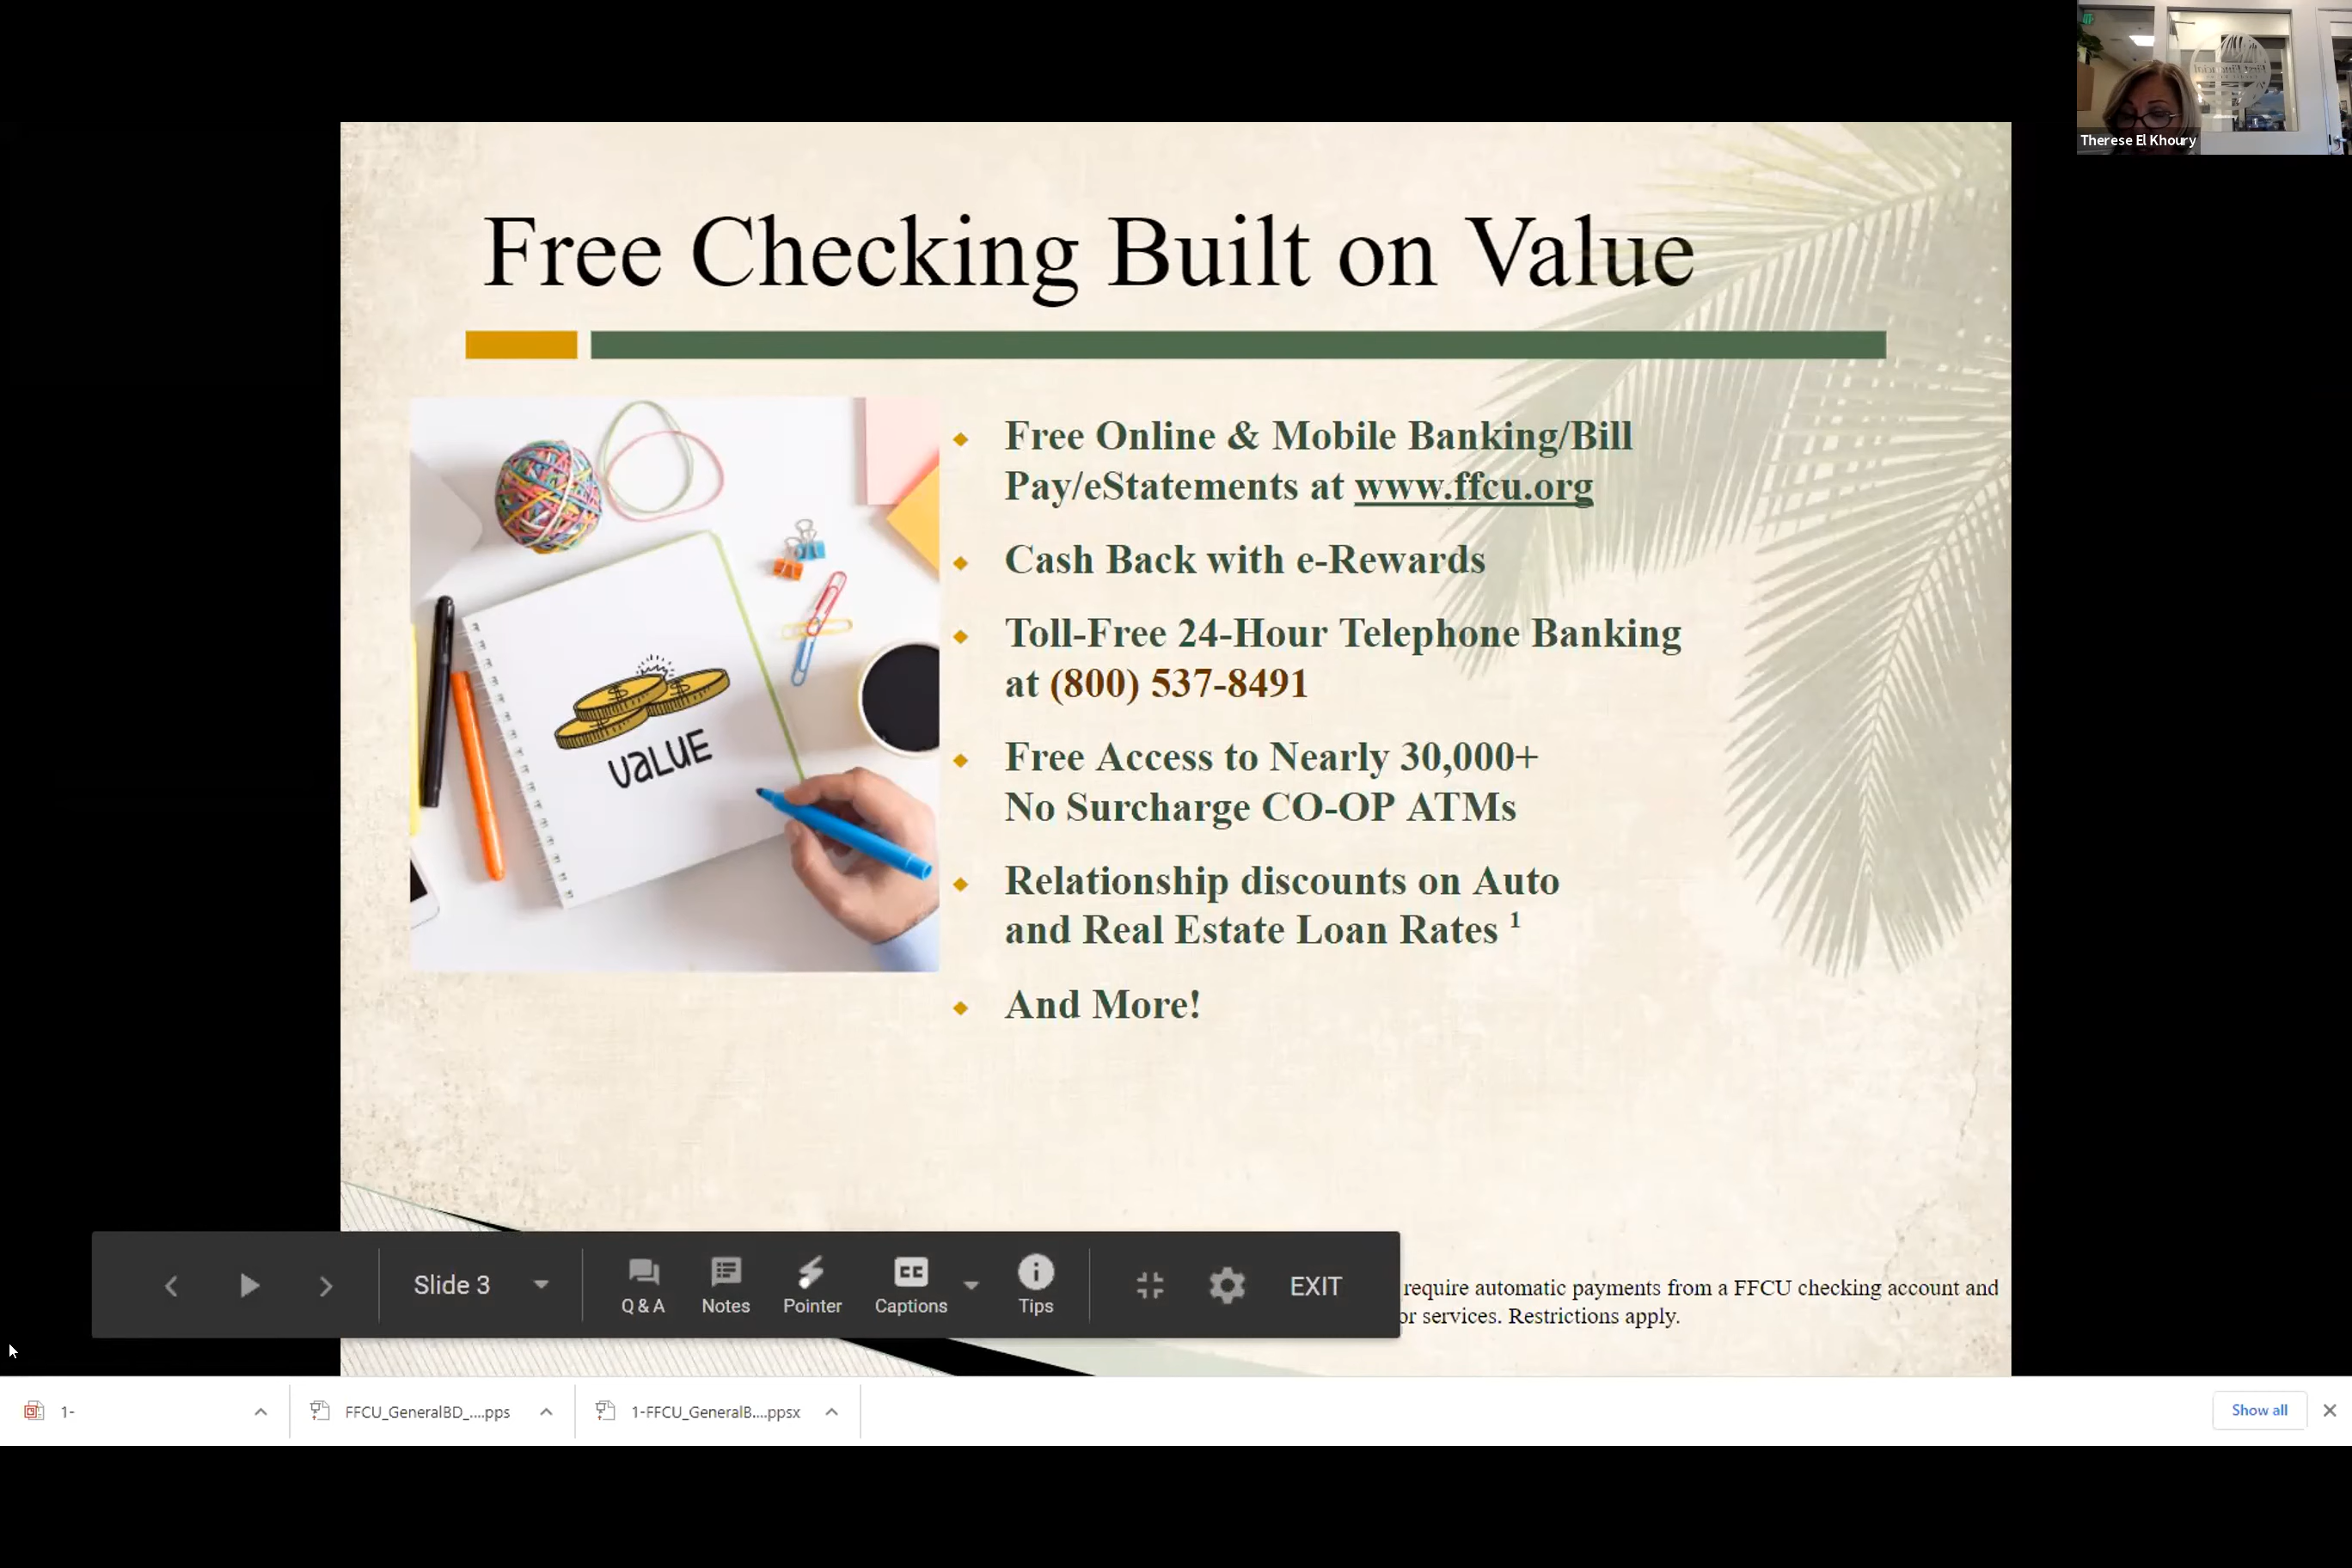 Therese El Khoury
Free Checking Built on Value
VALUE
Free Online & Mobile Banking/Bill
Pay/eStatements at www.ffcu.org
Cash Back with e-Rewards
Toll-Free 24-Hour Telephone Banking
at (800) 537-8491
Free Access to Nearly 30,000+
No Surcharge CO-OP ATMs
Relationship discounts on Auto
and Real Estate Loan Rates 1
And More!
require automatic payments from a FFCU checking account and
or services. Restrictions apply.
Slide 3
Q & A
Notes
Pointer
CC
Captions
Tips
EXIT
1-
FFCU_GeneralBD_....pps
1-FFCU_GeneralB....ppsx
Show all